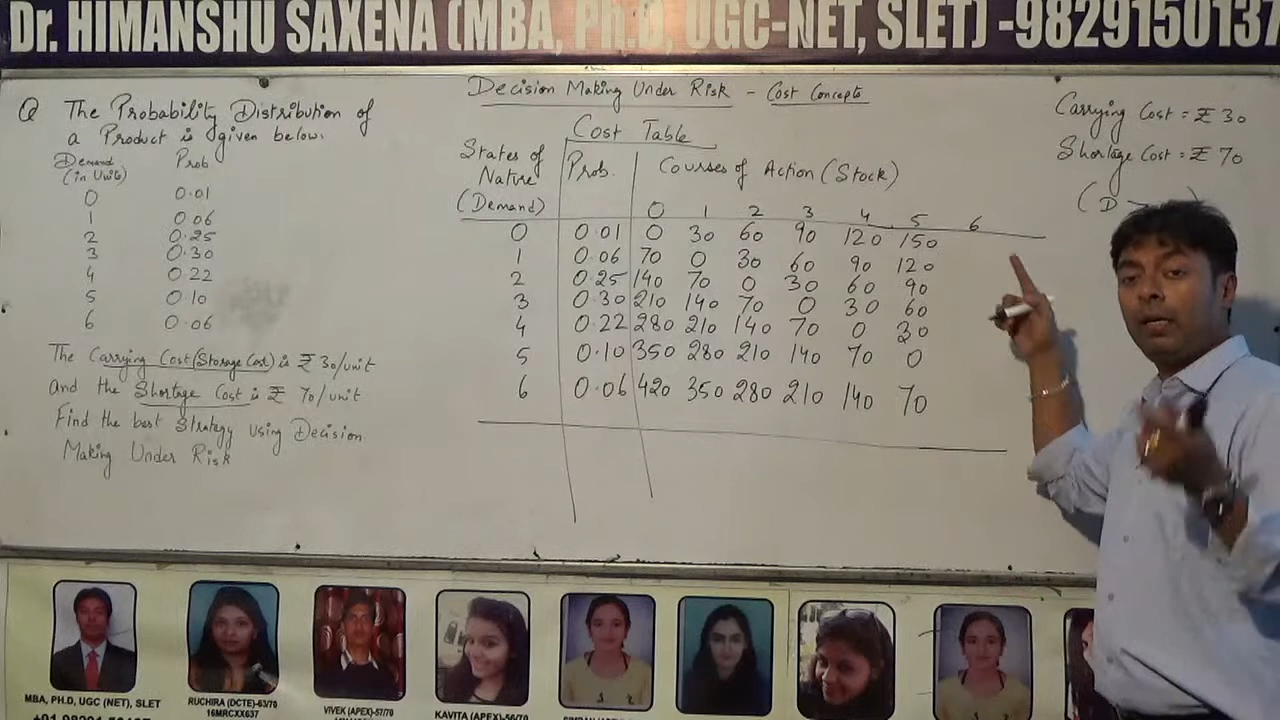 Dr. HIMANSHU SAXENA (MBA, Ph.D, UGC-NET, SLET) -9829150137
Q The Probability Distribution of
a Product is given below.
Demand Prob
(in Units)
0 0.01
1 0.06
2 0.25
3 0.30
4 0.22
5 0.10
6 0.06
The Carrying Cost (Storage Cost) is ₹ 30/unit
and the Shortage Cost is ₹ 70/unit
Find the best Strategy using Decision
Making Under Risk
Decision Making Under Risk - Cost Concepts
Cost Table
States of Nature (Demand) Prob. Courses of Action (Stock)
0 1 2 3 4 5 6
0 0.01 0 30 60 90 120 150
1 0.06 70 0 30 60 90 120
2 0.25 140 70 0 30 60 90
3 0.30 210 140 70 0 30 60
4 0.22 280 210 140 70 0 30
5 0.10 350 280 210 140 70 0
6 0.06 420 350 280 210 140 70
Carrying Cost = ₹ 30
Shortage Cost = ₹ 70
(D
MBA, PH.D, UGC (NET), SLET
RUCHIRA (DCTE)-63/70
16MRCXX637
VIVEK (APEX)-57/70
KAVITA (APEX)-56/70